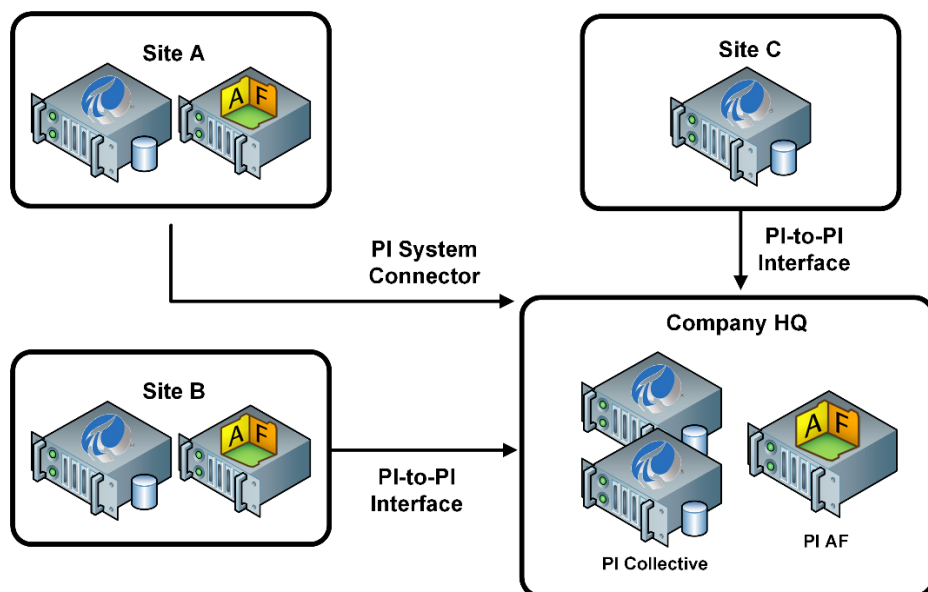 Site A
A F
Site C
PI System
Connector
PI-to-PI
Interface
Site B
A F
PI-to-PI
Interface
Company HQ
A F
PI Collective
PI AF